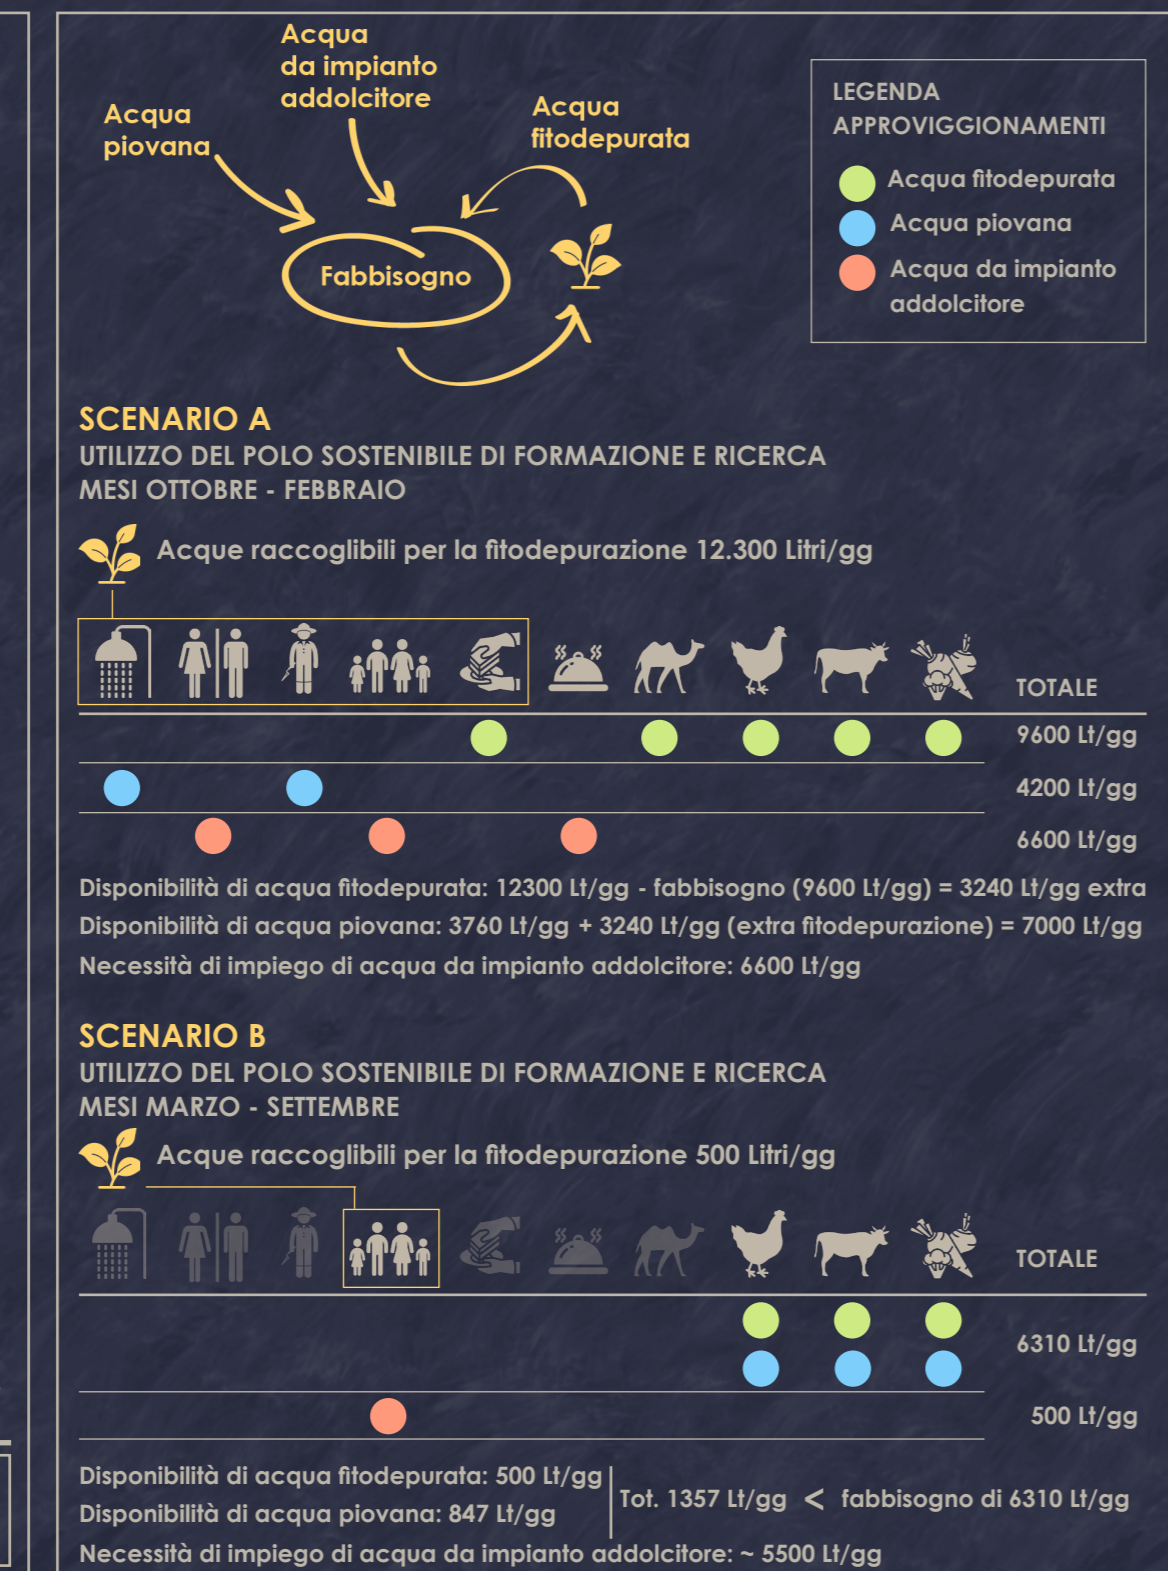 Acqua
da impianto
addolcitore
Acqua
piovana
Acqua
fitodepurata
Fabbisogno
LEGENDA
APPROVIGGIONAMENTI
Acqua fitodepurata
Acqua piovana
Acqua da impianto
addolcitore
SCENARIO A
UTILIZZO DEL POLO SOSTENIBILE DI FORMAZIONE E RICERCA
MESI OTTOBRE - FEBBRAIO
Acque raccoglibili per la fitodepurazione 12.300 Litri/gg
TOTALE
9600 Lt/gg
4200 Lt/gg
6600 Lt/gg
Disponibilità di acqua fitodepurata: 12300 Lt/gg - fabbisogno (9600 Lt/gg) = 3240 Lt/gg extra
Disponibilità di acqua piovana: 3760 Lt/gg + 3240 Lt/gg (extra fitodepurazione) = 7000 Lt/gg
Necessità di impiego di acqua da impianto addolcitore: 6600 Lt/gg
SCENARIO B
UTILIZZO DEL POLO SOSTENIBILE DI FORMAZIONE E RICERCA
MESI MARZO - SETTEMBRE
Acque raccoglibili per la fitodepurazione 500 Litri/gg
TOTALE
6310 Lt/gg
500 Lt/gg
Disponibilità di acqua fitodepurata: 500 Lt/gg
Disponibilità di acqua piovana: 847 Lt/gg
Tot. 1357 Lt/gg < fabbisogno di 6310 Lt/gg
Necessità di impiego di acqua da impianto addolcitore: ~ 5500 Lt/gg